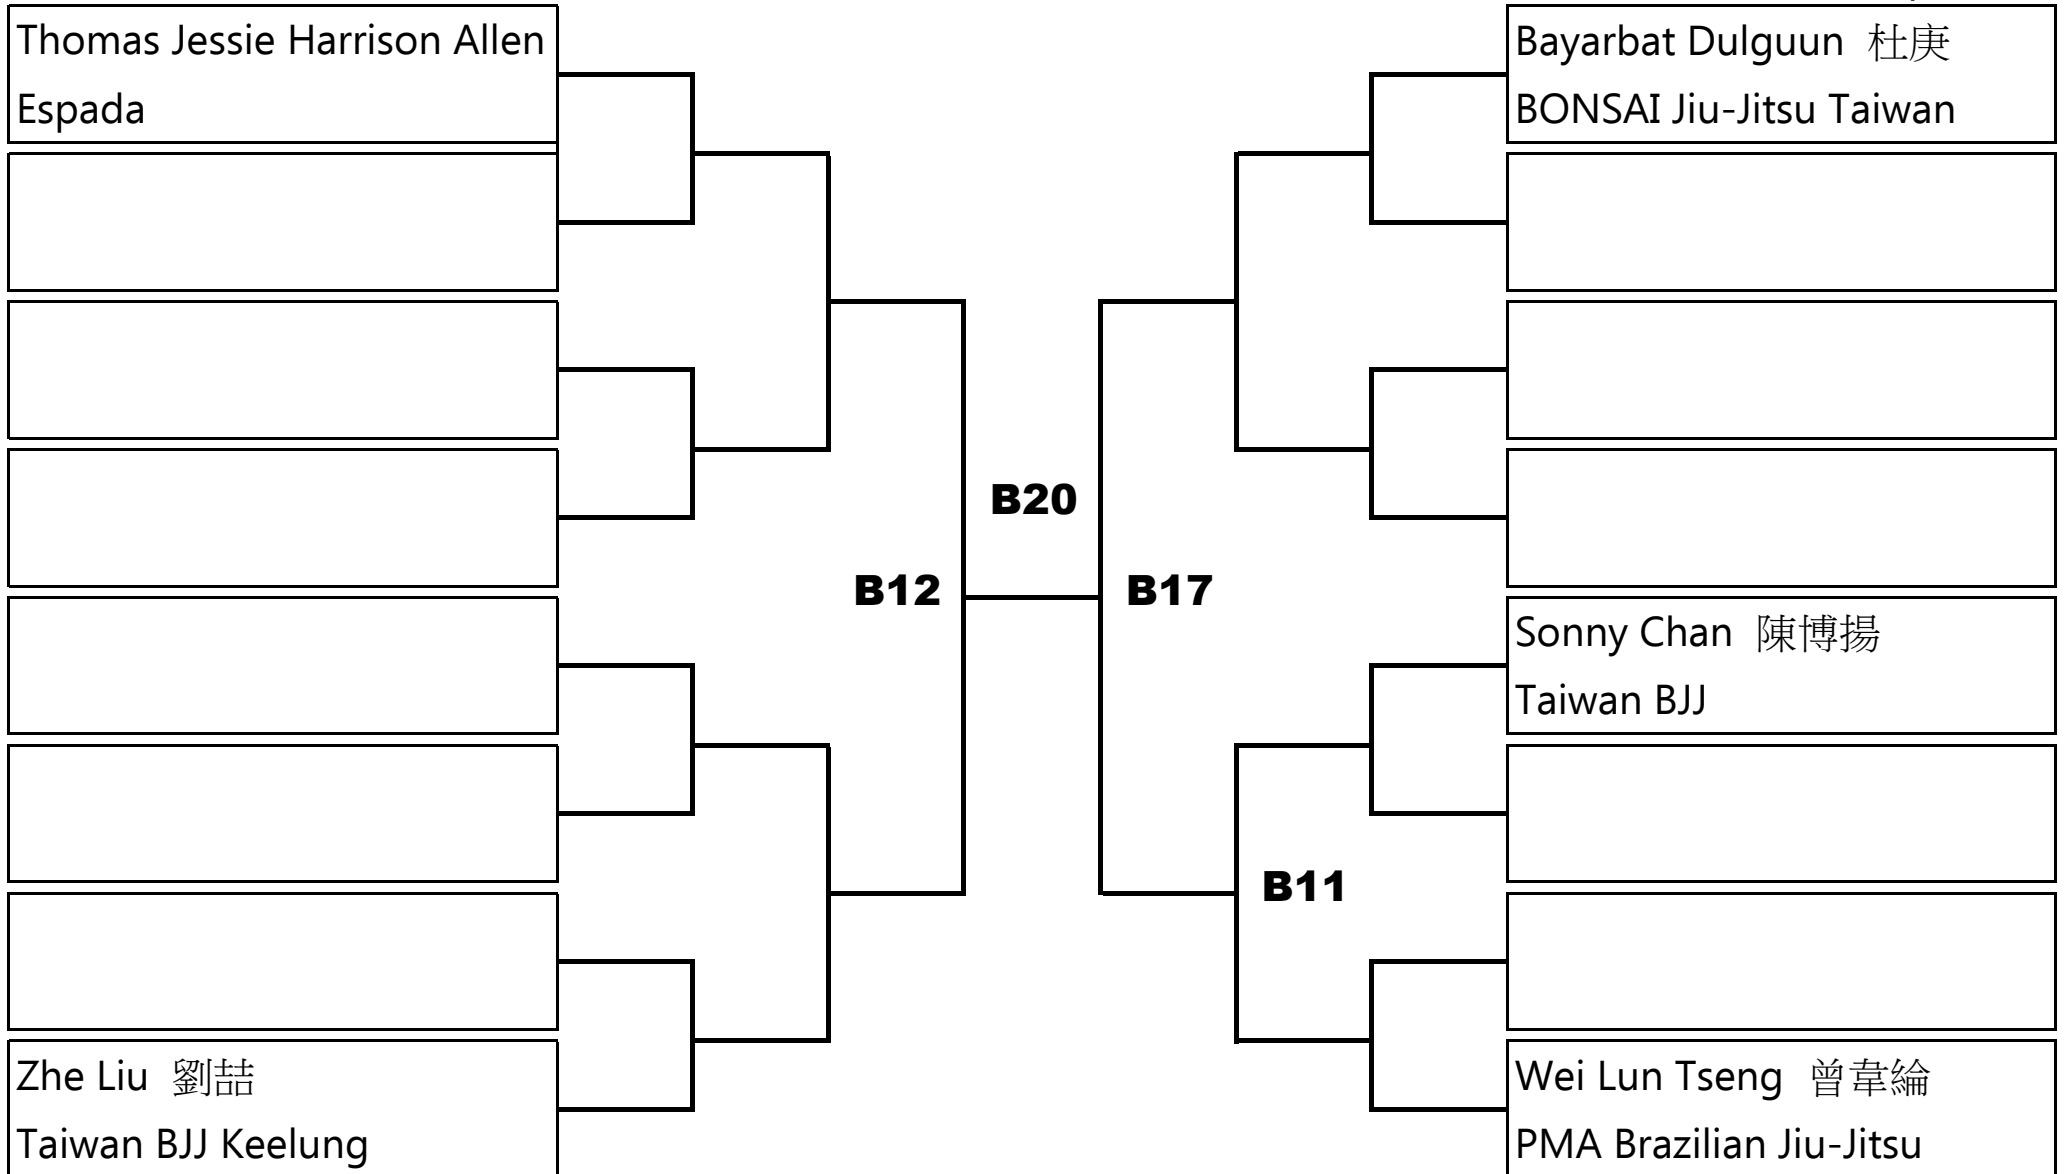 Thomas Jessie Harrison Allen
Espada
Zhe Liu 劉喆
Taiwan BJJ Keelung
B12
B20
B17
B11
Bayarbat Dulguun 杜庚
BONSAI Jiu-Jitsu Taiwan
Sonny Chan 陳博揚
Taiwan BJJ
Wei Lun Tseng 曾韋綸
PMA Brazilian Jiu-Jitsu